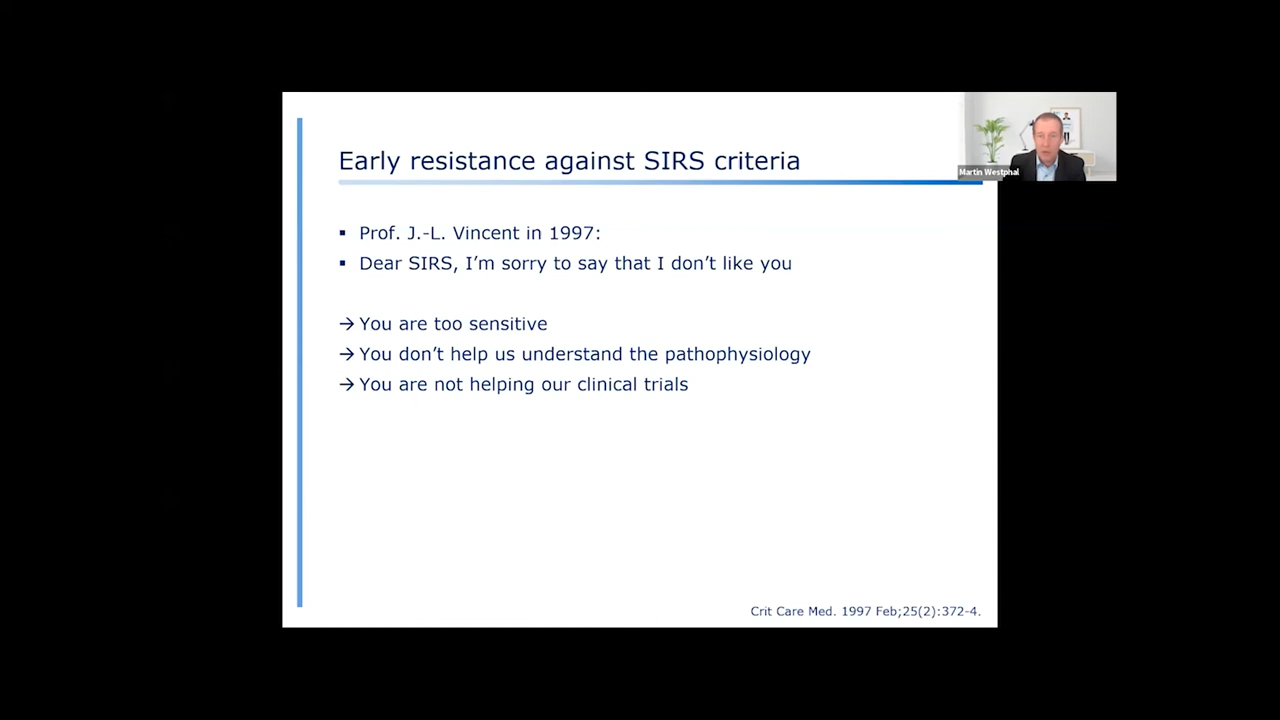 Early resistance against SIRS criteria
Martin Westphal
▪ Prof. J.-L. Vincent in 1997:
▪ Dear SIRS, I’m sorry to say that I don’t like you
→ You are too sensitive
→ You don’t help us understand the pathophysiology
→ You are not helping our clinical trials
Crit Care Med. 1997 Feb;25(2):372-4.